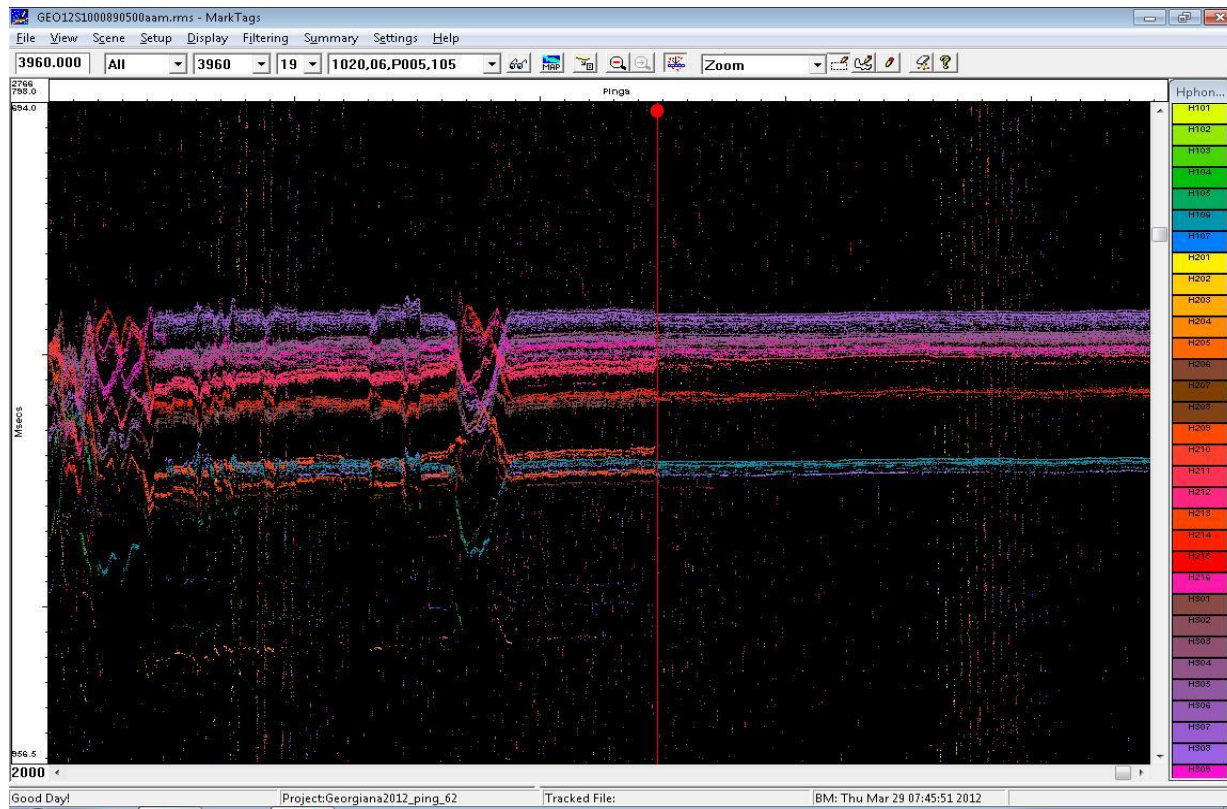 GEO12S1000890500aam.rms - MarkTags
File View Scene Setup Display Filtering Summary Settings Help
3960.000 All 3960 19 1020,06,P005,105 MAP Zoom
2766
798.0 Pings Hphon...
694.0
H101
H102
H103
H104
H105
H106
H107
H201
H202
H203
H204
H205
H206
H207
H208
H209
H210
H211
H212
H213
H214
H215
H216
H301
H302
H303
H304
H305
H306
H307
H308
H309
Msecs
956.5
2000
Good Day! Project:Georgiana2012_ping_62 Tracked File: BM: Thu Mar 29 07:45:51 2012